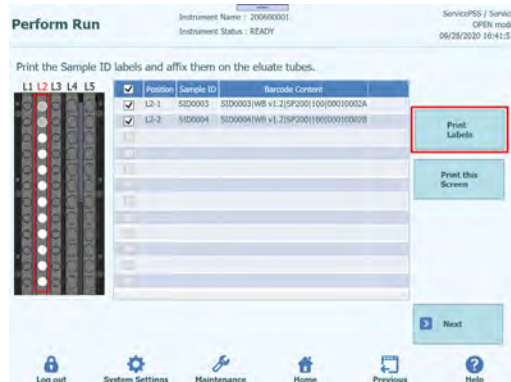 Perform Run
Instrument Name : 200680001
Instrument Status : READY
ServicePSS / Servic
OPEN mod
09/28/2020 16:41:5
Print the Sample ID labels and affix them on the eluate tubes.
L1 L2 L3 L4 L5
Position Sample ID Barcode Content
L2-1 SID0003 SID0003|WB v1.2|SP200|100|00010002A
L2-2 SID0004 SID0004|WB v1.2|SP200|100|00010002B
Print
Labels
Print this
Screen
Next
Log out System Settings Maintenance Home Previous Help